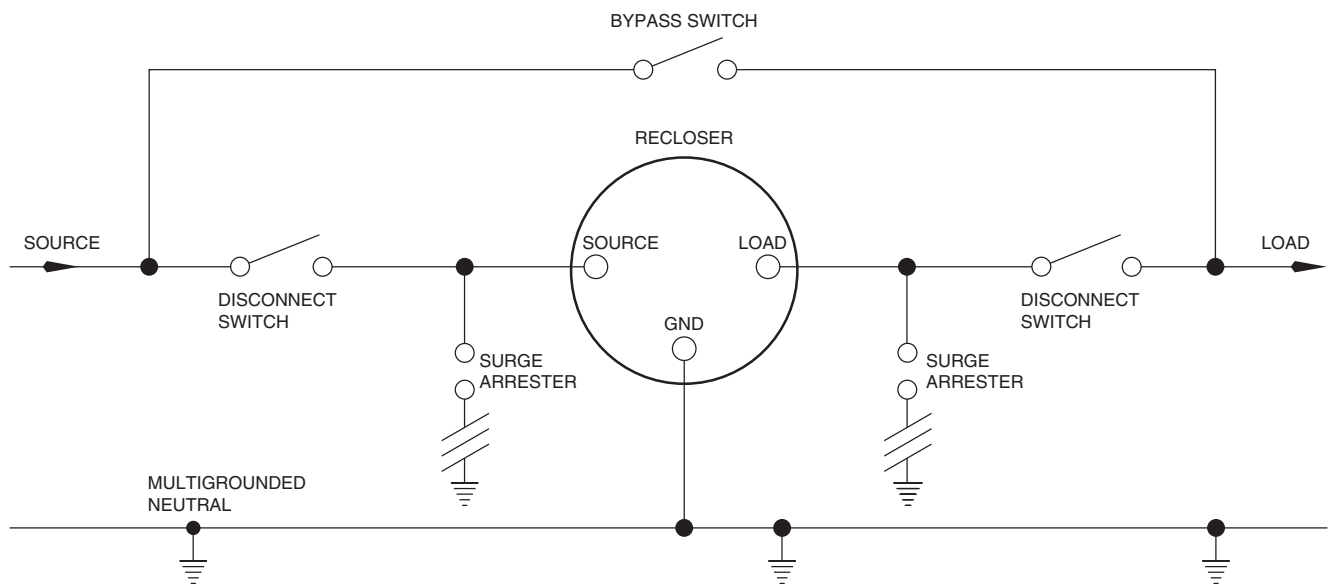 BYPASS SWITCH
RECLOSER
SOURCE
SOURCE
LOAD
LOAD
DISCONNECT
SWITCH
DISCONNECT
SWITCH
GND
SURGE
ARRESTER
SURGE
ARRESTER
MULTIGROUNDED
NEUTRAL